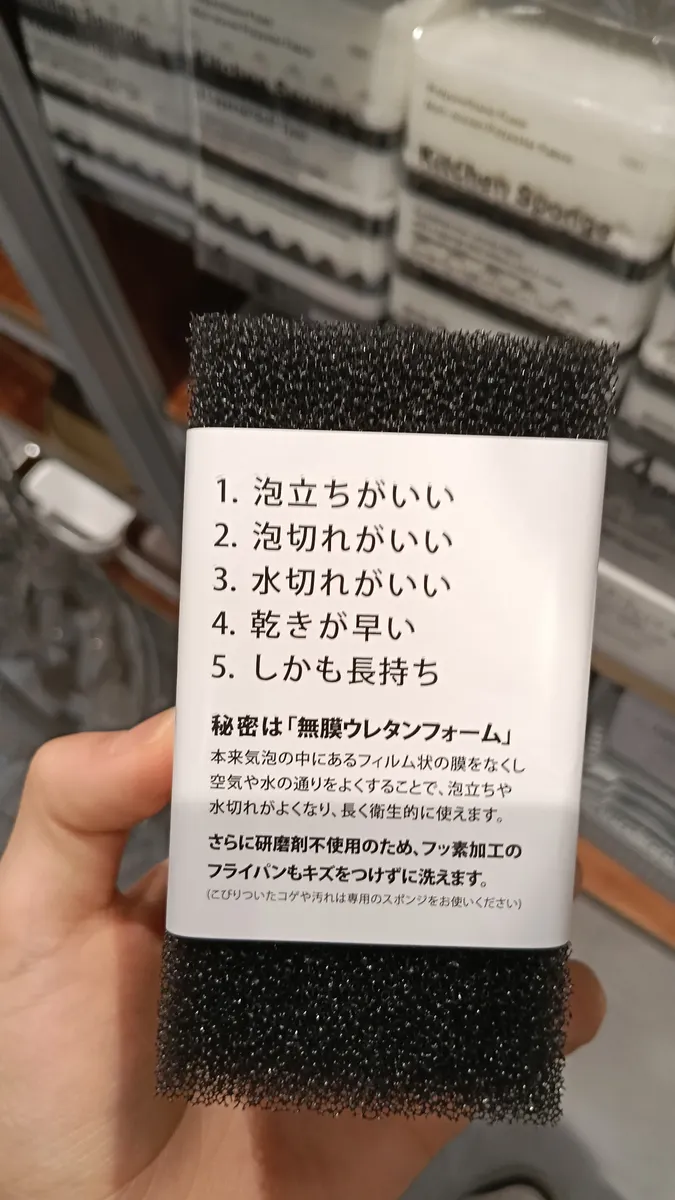 Kitchen Sponge
1. 泡立ちがいい
2. 泡切れがいい
3. 水切れがいい
4. 乾きが早い
5. しかも長持ち
秘密は「無膜ウレタンフォーム」
本来気泡の中にあるフィルム状の膜をなくし
空気や水の通りをよくすることで、泡立ちや
水切れがよくなり、長く衛生的に使えます。
さらに研磨剤不使用のため、フッ素加工の
フライパンもキズをつけずに洗えます。
(こびりついたコゲや汚れは専用のスポンジをお使いください)